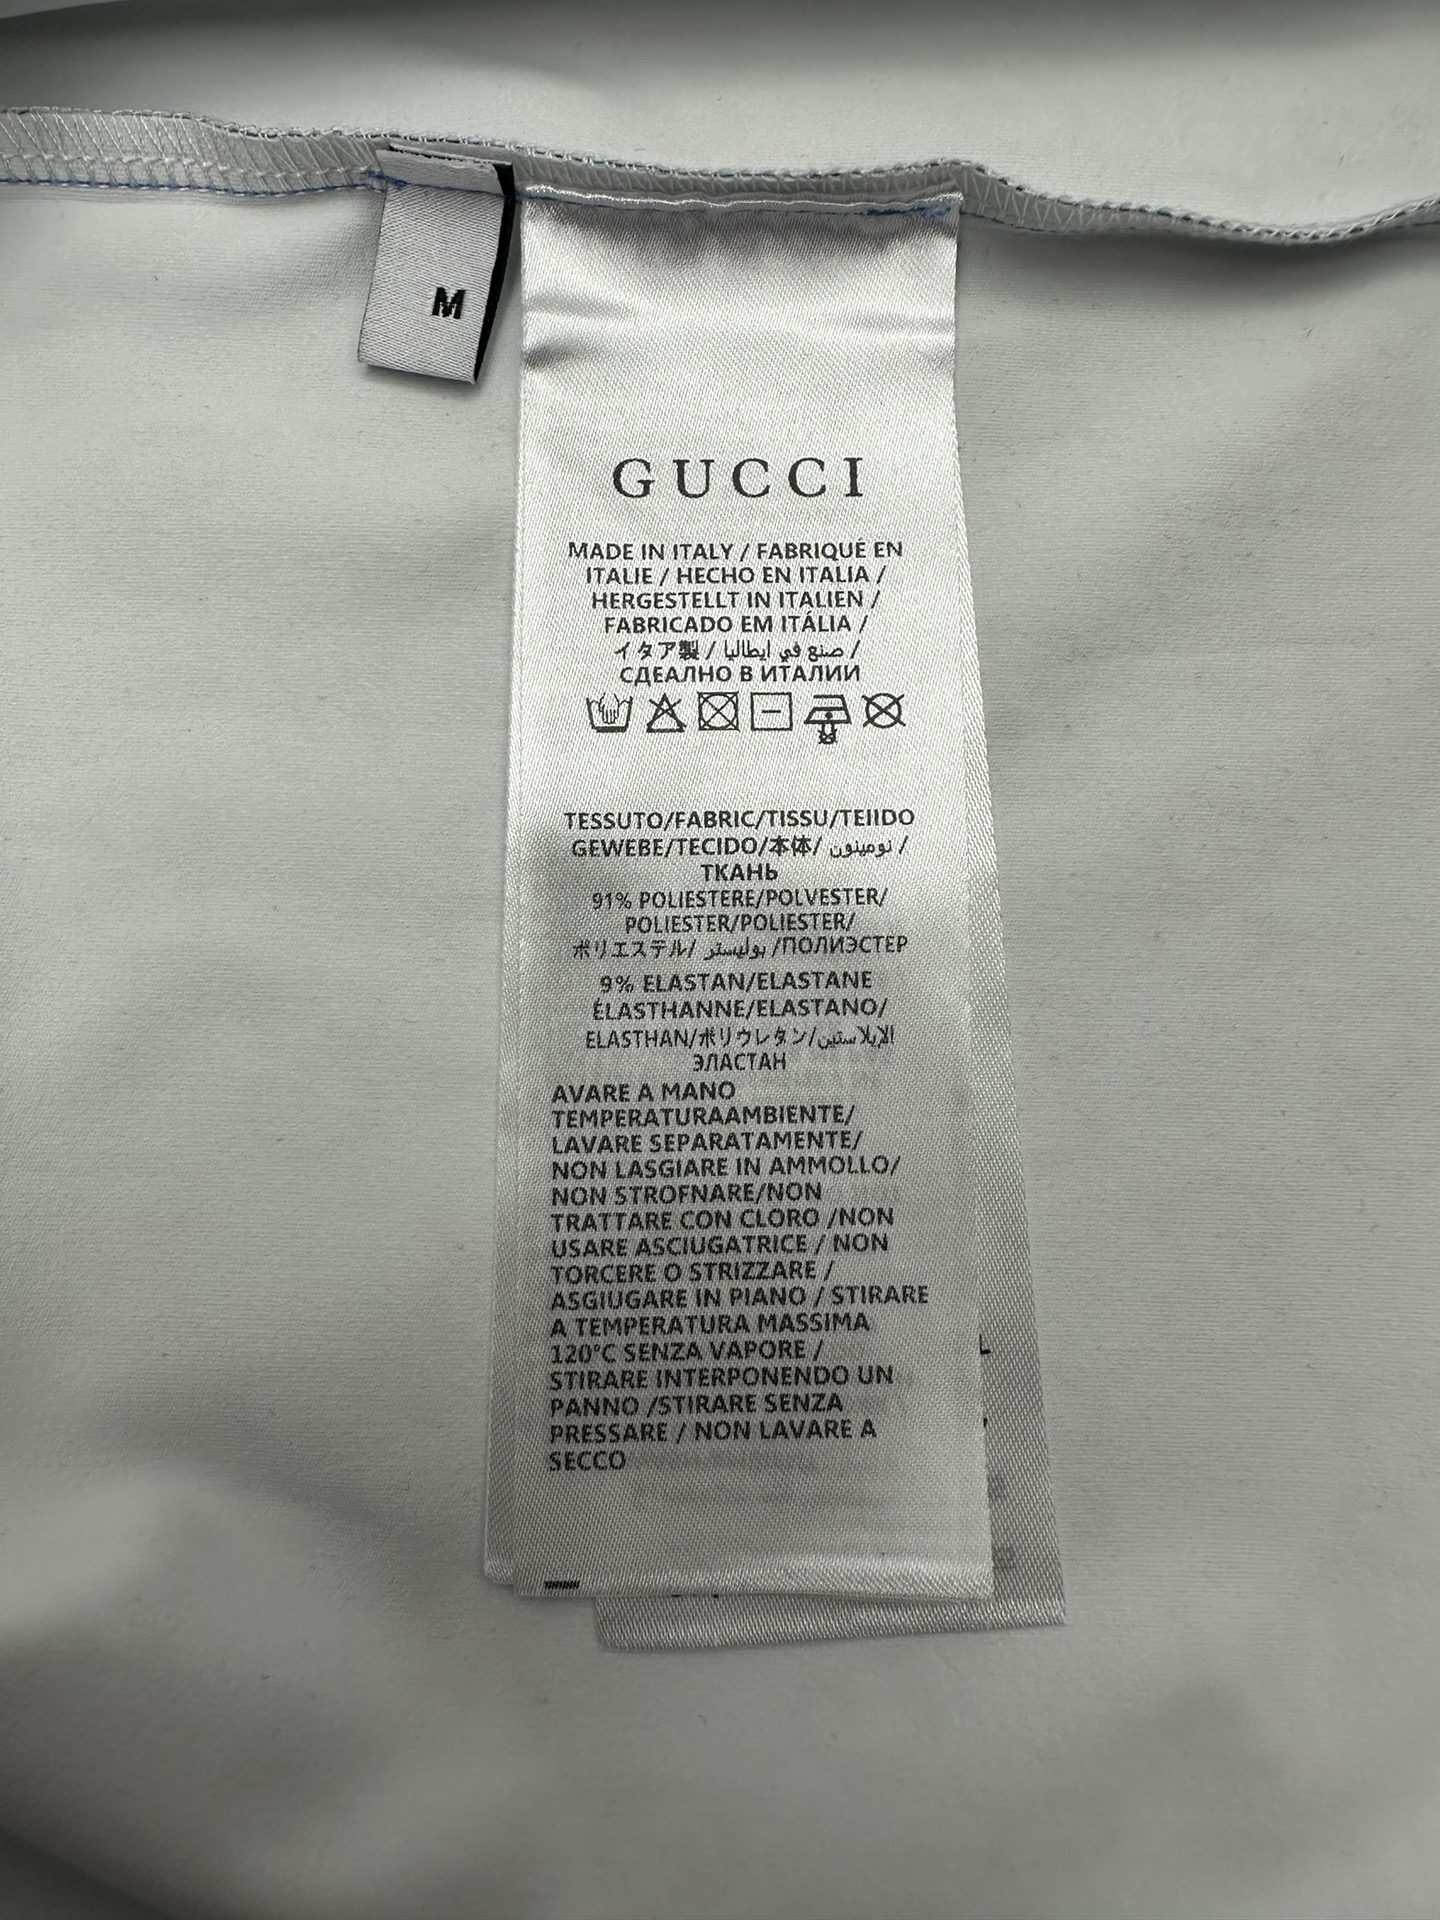 M
GUCCI
MADE IN ITALY / FABRIQUÉ EN
ITALIE / HECHO EN ITALIA /
HERGESTELLT IN ITALIEN /
FABRICADO EM ITÁLIA /
イタア製 / صنع في ايطاليا /
СДЕАЛНО В ИТАЛИИ
TESSUTO/FABRIC/TISSU/TEIIDO
GEWEBE/TECIDO/本体/ نومينون /
ТКАНЬ
91% POLIESTERE/POLVESTER/
POLIESTER/POLIESTER/
ポリエステル/ بوليستر /ПОЛИЭСТЕР
9% ELASTAN/ELASTANE
ÉLASTHANNE/ELASTANO/
ELASTHAN/ポリウレタン/الإيلاستين
ЭЛАСТАН
AVARE A MANO
TEMPERATURAAMBIENTE/
LAVARE SEPARATAMENTE/
NON LASGIARE IN AMMOLLO/
NON STROFNARE/NON
TRATTARE CON CLORO /NON
USARE ASCIUGATRICE / NON
TORCERE O STRIZZARE /
ASGIUGARE IN PIANO / STIRARE
A TEMPERATURA MASSIMA
120°C SENZA VAPORE /
STIRARE INTERPONENDO UN
PANNO /STIRARE SENZA
PRESSARE / NON LAVARE A
SECCO